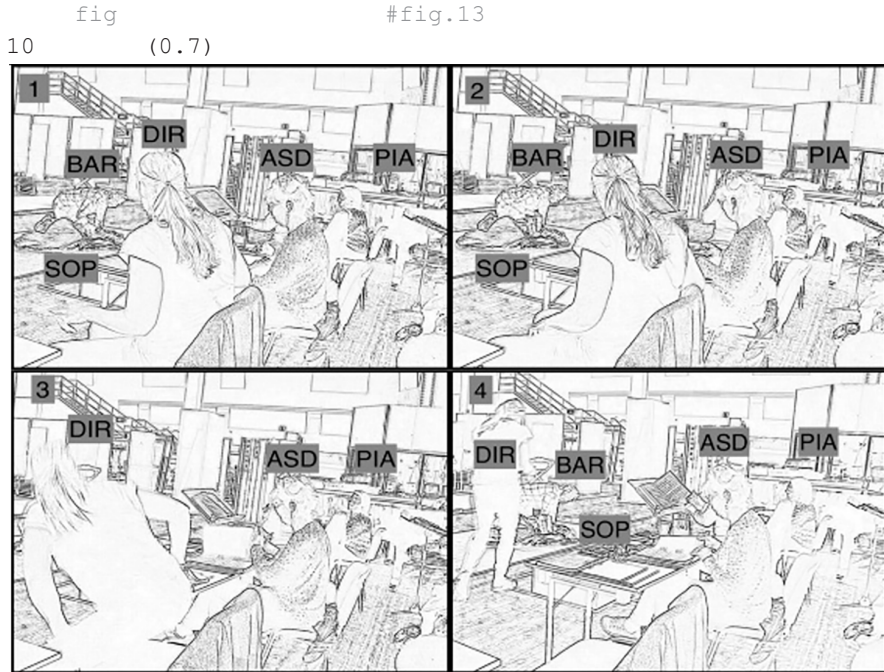 fig #fig.13
10 (0.7)
1 2
DIR DIR
BAR ASD PIA BAR ASD PIA
SOP SOP
3 4
DIR ASD PIA DIR BAR ASD PIA
SOP